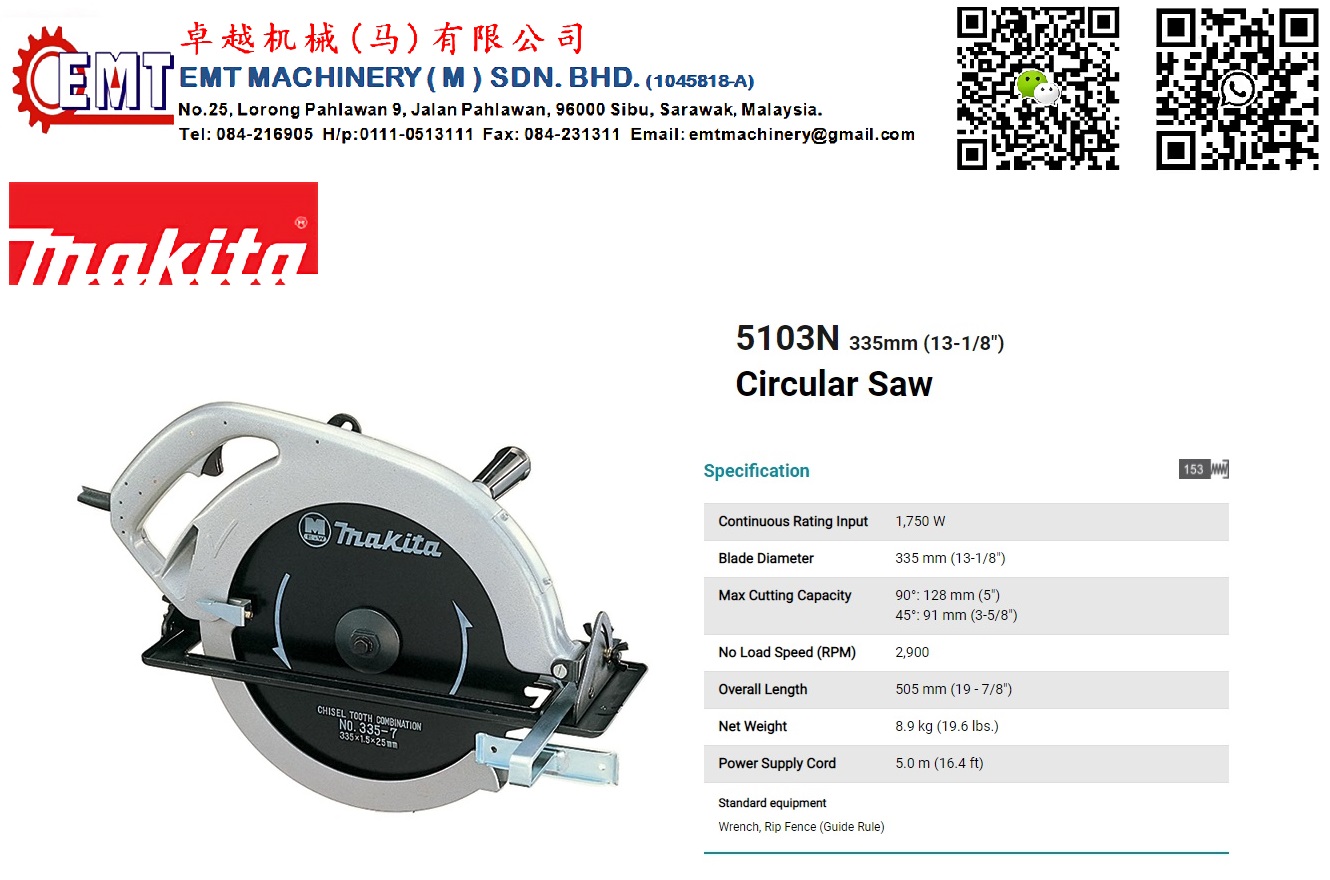 卓越机械(马)有限公司
EMT
EMT MACHINERY ( M ) SDN. BHD. (1045818-A)
No.25, Lorong Pahlawan 9, Jalan Pahlawan, 96000 Sibu, Sarawak, Malaysia.
Tel: 084-216905 H/p:0111-0513111 Fax: 084-231311 Email: emtmachinery@gmail.com
makita®
5103N 335mm (13-1/8")
Circular Saw
M makita
CHISEL TOOTH COMBINATION
NO. 335-7
335×1.5×25mm
Specification
153
Continuous Rating Input 1,750 W
Blade Diameter 335 mm (13-1/8")
Max Cutting Capacity 90°: 128 mm (5")
45°: 91 mm (3-5/8")
No Load Speed (RPM) 2,900
Overall Length 505 mm (19 - 7/8")
Net Weight 8.9 kg (19.6 lbs.)
Power Supply Cord 5.0 m (16.4 ft)
Standard equipment
Wrench, Rip Fence (Guide Rule)